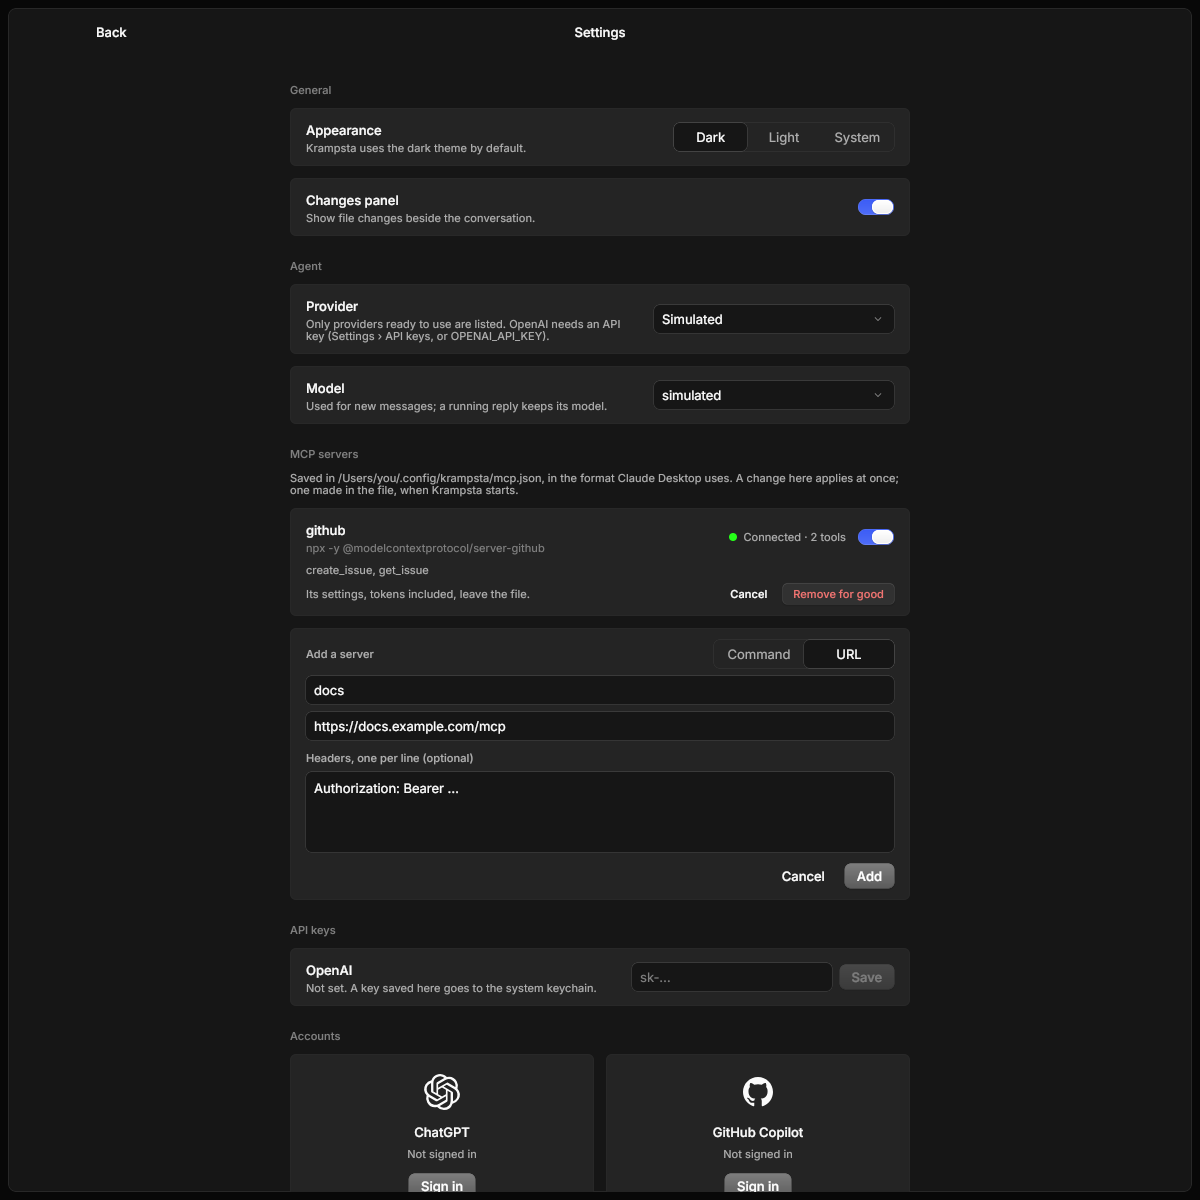 Back
Settings
General
Appearance
Krampsta uses the dark theme by default.
Dark
Light
System
Changes panel
Show file changes beside the conversation.
Agent
Provider
Only providers ready to use are listed. OpenAI needs an API
key (Settings › API keys, or OPENAI_API_KEY).
Simulated
Model
Used for new messages; a running reply keeps its model.
simulated
MCP servers
Saved in /Users/you/.config/krampsta/mcp.json, in the format Claude Desktop uses. A change here applies at once;
one made in the file, when Krampsta starts.
github
npx -y @modelcontextprotocol/server-github
Connected · 2 tools
create_issue, get_issue
Its settings, tokens included, leave the file.
Cancel
Remove for good
Add a server
Command
URL
docs
https://docs.example.com/mcp
Headers, one per line (optional)
Authorization: Bearer ...
Cancel
Add
API keys
OpenAI
Not set. A key saved here goes to the system keychain.
sk-...
Save
Accounts
ChatGPT
Not signed in
Sign in
GitHub Copilot
Not signed in
Sign in